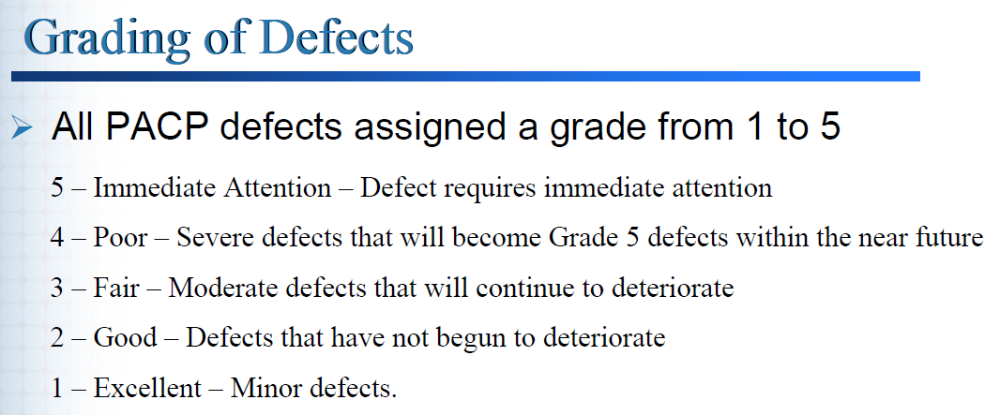 Grading of Defects
All PACP defects assigned a grade from 1 to 5
5 – Immediate Attention – Defect requires immediate attention
4 – Poor – Severe defects that will become Grade 5 defects within the near future
3 – Fair – Moderate defects that will continue to deteriorate
2 – Good – Defects that have not begun to deteriorate
1 – Excellent – Minor defects.